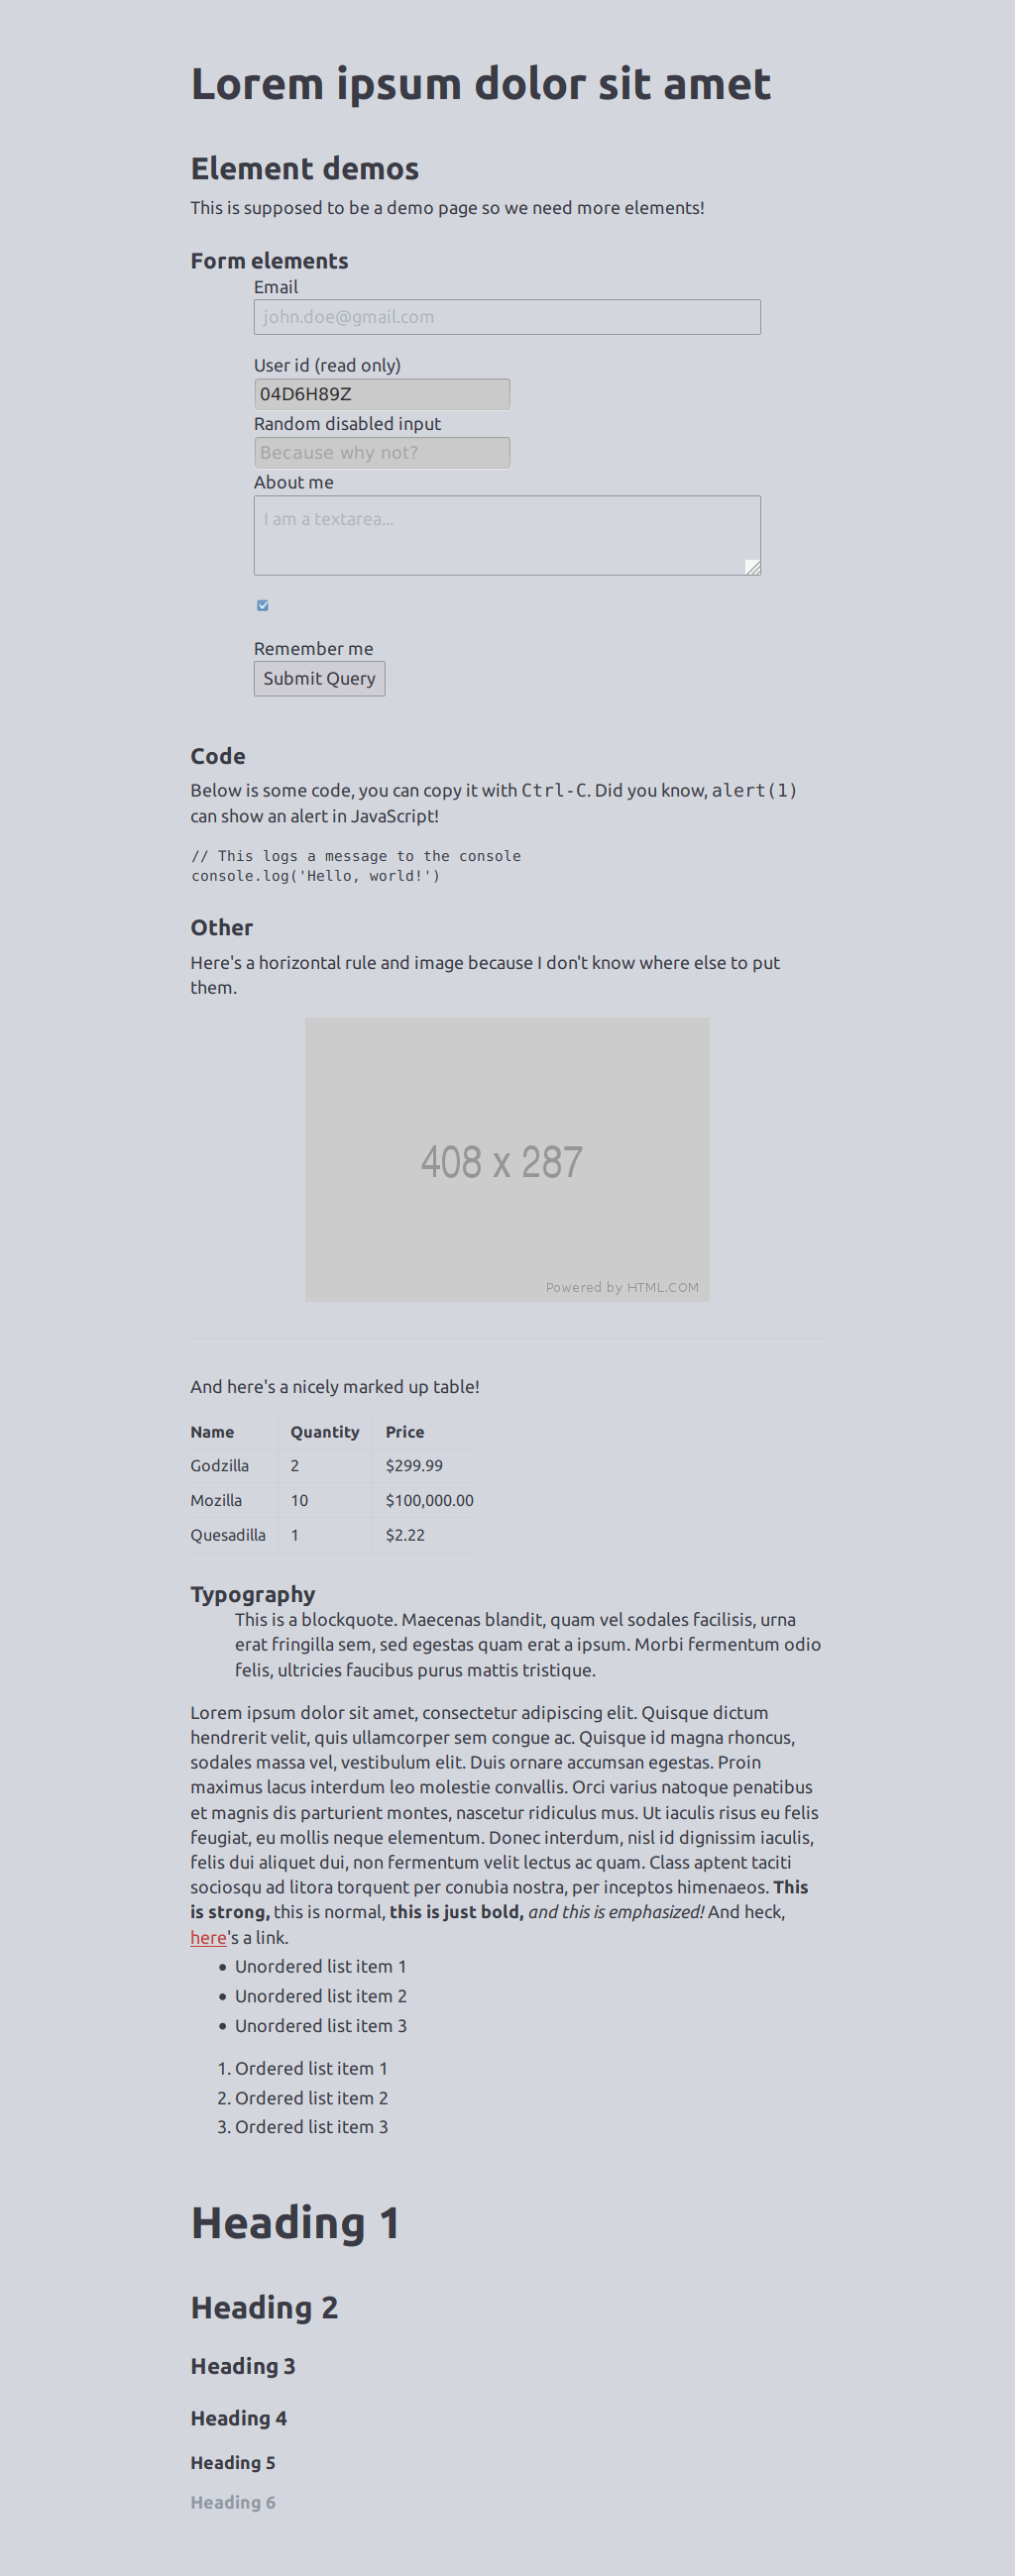 Lorem ipsum dolor sit amet
Element demos
This is supposed to be a demo page so we need more elements!
Form elements
Email
john.doe@gmail.com
User id (read only)
04D6H89Z
Random disabled input
Because why not?
About me
I am a textarea...
Remember me
Submit Query
Code
Below is some code, you can copy it with Ctrl-C. Did you know, alert(1)
can show an alert in JavaScript!
// This logs a message to the console
console.log('Hello, world!')
Other
Here's a horizontal rule and image because I don't know where else to put
them.
408 x 287
Powered by HTML.COM
And here's a nicely marked up table!
Name Quantity Price
Godzilla 2 $299.99
Mozilla 10 $100,000.00
Quesadilla 1 $2.22
Typography
This is a blockquote. Maecenas blandit, quam vel sodales facilisis, urna
erat fringilla sem, sed egestas quam erat a ipsum. Morbi fermentum odio
felis, ultricies faucibus purus mattis tristique.
Lorem ipsum dolor sit amet, consectetur adipiscing elit. Quisque dictum
hendrerit velit, quis ullamcorper sem congue ac. Quisque id magna rhoncus,
sodales massa vel, vestibulum elit. Duis ornare accumsan egestas. Proin
maximus lacus interdum leo molestie convallis. Orci varius natoque penatibus
et magnis dis parturient montes, nascetur ridiculus mus. Ut iaculis risus eu felis
feugiat, eu mollis neque elementum. Donec interdum, nisl id dignissim iaculis,
felis dui aliquet dui, non fermentum velit lectus ac quam. Class aptent taciti
sociosqu ad litora torquent per conubia nostra, per inceptos himenaeos. This
is strong, this is normal, this is just bold, and this is emphasized! And heck,
here's a link.
• Unordered list item 1
• Unordered list item 2
• Unordered list item 3
1. Ordered list item 1
2. Ordered list item 2
3. Ordered list item 3
Heading 1
Heading 2
Heading 3
Heading 4
Heading 5
Heading 6